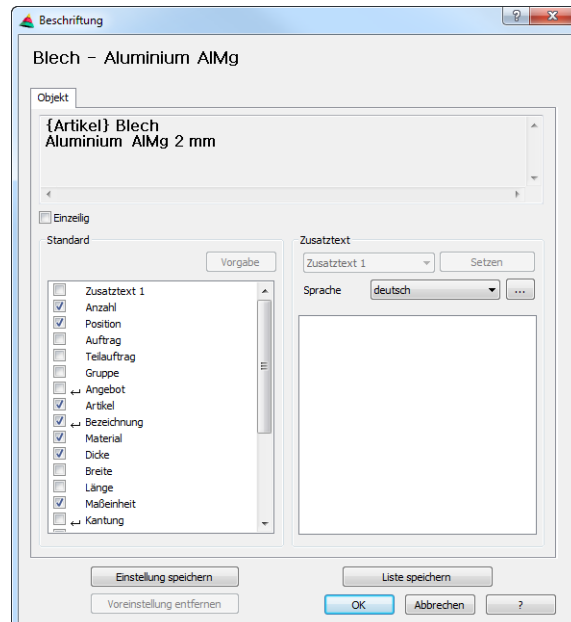 Beschriftung
Blech - Aluminium AlMg
Objekt
{Artikel} Blech
Aluminium AlMg 2 mm
Einzeilig
Standard
Vorgabe
Zusatztext 1
Anzahl
Position
Auftrag
Teilauftrag
Gruppe
Angebot
Artikel
Bezeichnung
Material
Dicke
Breite
Länge
Maßeinheit
Kantung
Zusatztext
Zusatztext 1 Setzen
Sprache deutsch ...
Einstellung speichern Liste speichern
Voreinstellung entfernen OK Abbrechen ?